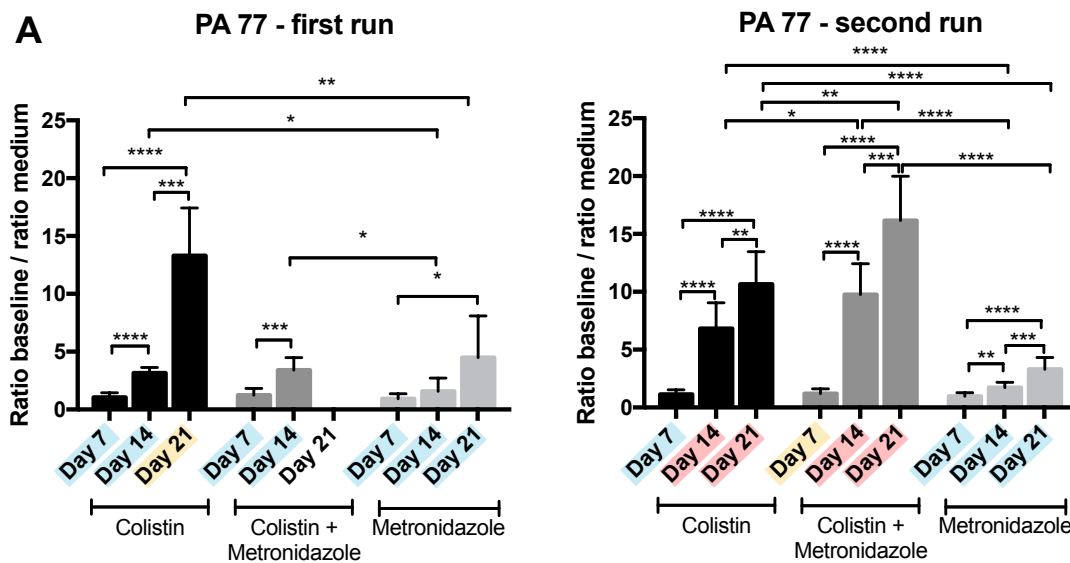 A
PA 77 - first run
**
*
****
***
*
*
****
***
Ratio baseline / ratio medium
25
20
15
10
5
0
Day 7
Day 14
Day 21
Day 7
Day 14
Day 21
Day 7
Day 14
Day 21
Colistin
Colistin +
Metronidazole
Metronidazole
PA 77 - second run
****
****
**
*
****
****
***
****
****
**
****
****
****
***
**
Ratio baseline / ratio medium
25
20
15
10
5
0
Day 7
Day 14
Day 21
Day 7
Day 14
Day 21
Day 7
Day 14
Day 21
Colistin
Colistin +
Metronidazole
Metronidazole